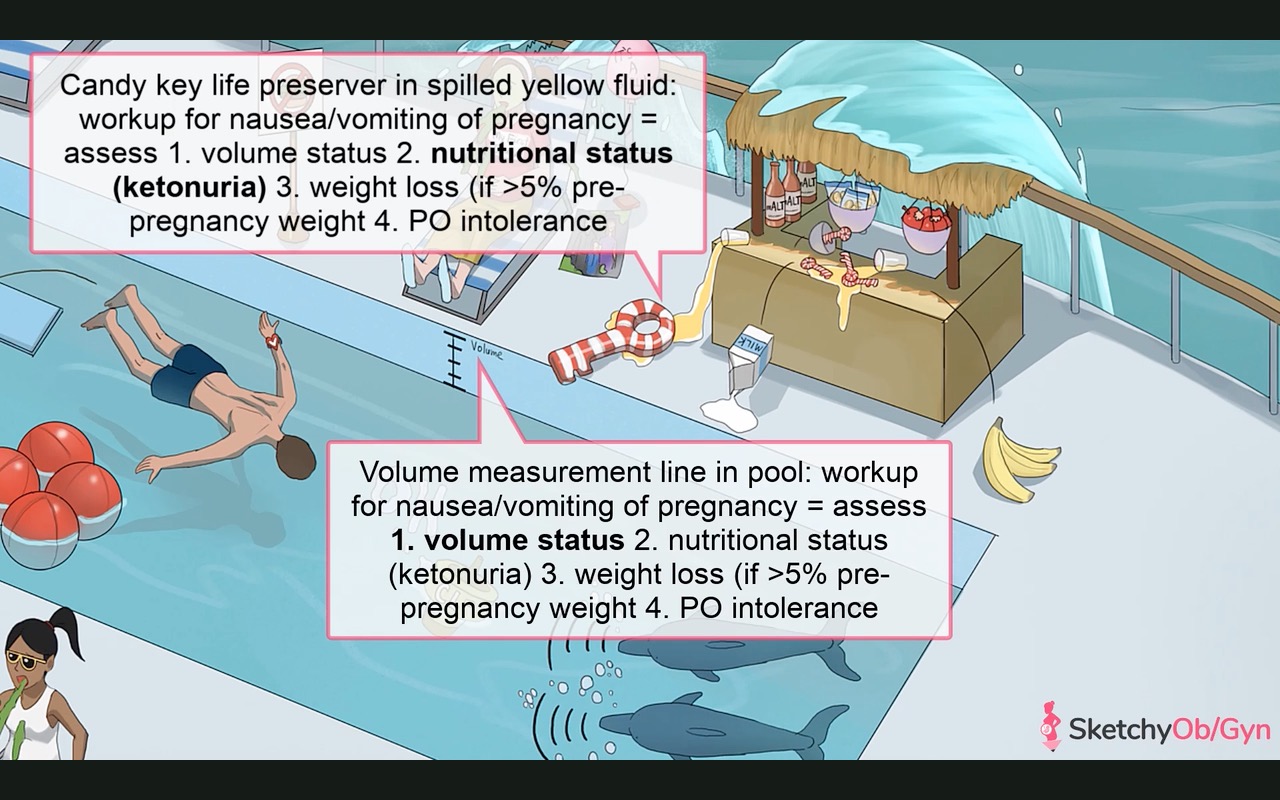 Candy key life preserver in spilled yellow fluid:
workup for nausea/vomiting of pregnancy =
assess 1. volume status 2. nutritional status
(ketonuria) 3. weight loss (if >5% pre-
pregnancy weight 4. PO intolerance
mALT
mALT
mALT
Volume
MILK
Volume measurement line in pool: workup
for nausea/vomiting of pregnancy = assess
1. volume status 2. nutritional status
(ketonuria) 3. weight loss (if >5% pre-
pregnancy weight 4. PO intolerance
SketchyOb/Gyn